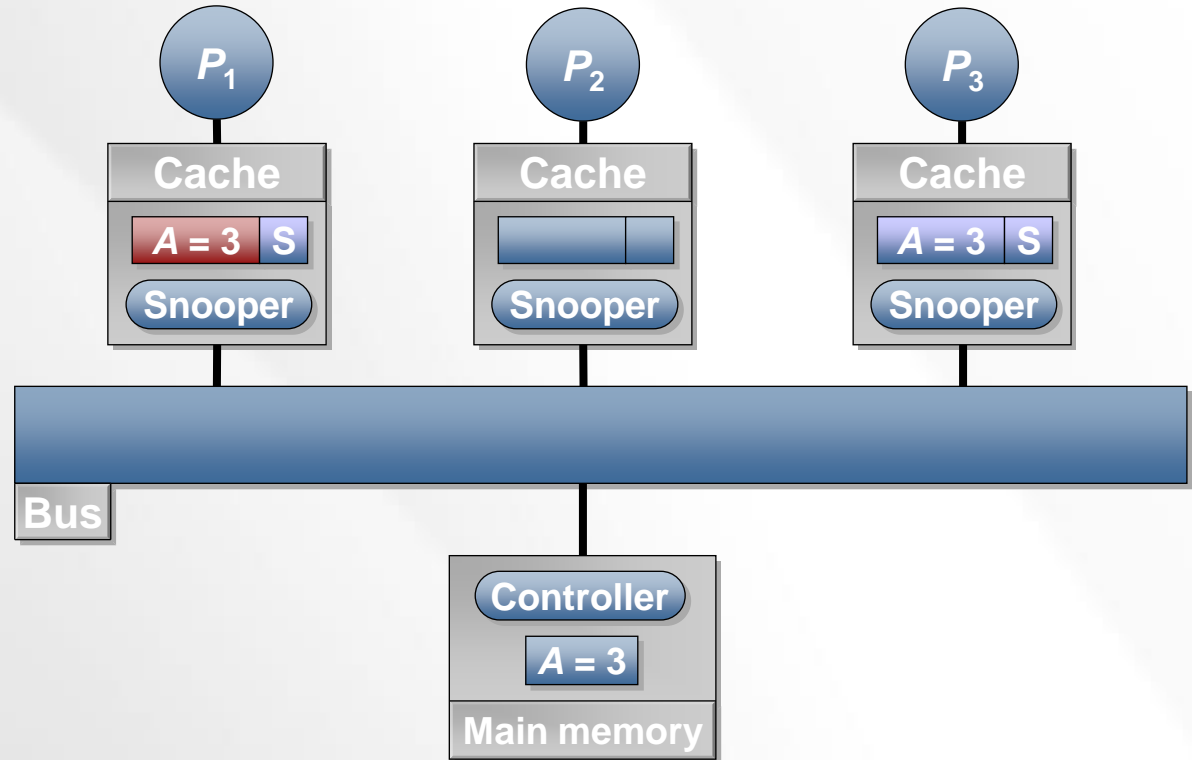 P1 P2 P3
Cache Cache Cache
A = 3 S A = 3 S
Snooper Snooper Snooper
Bus
Controller
A = 3
Main memory